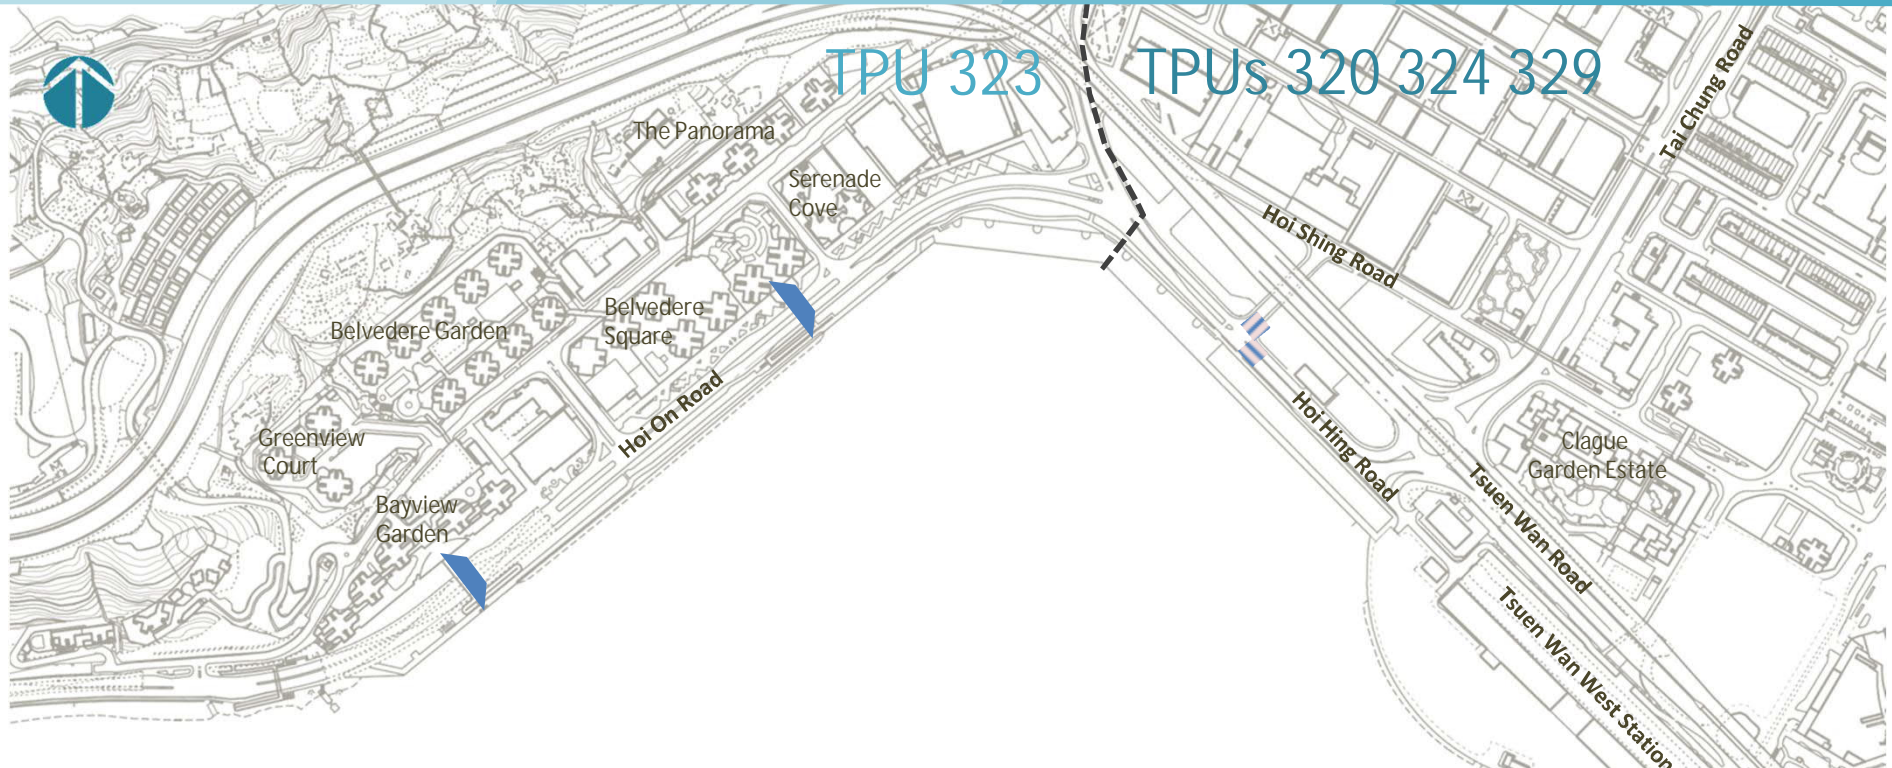 TPU 323
TPUs 320 324 329
Tai Chung Road
The Panorama
Serenade
Cove
Hoi Shing Road
Belvedere Garden
Belvedere
Square
Hoi On Road
Greenview
Court
Bayview
Garden
Hoi Hing Road
Clague
Garden Estate
Tsuen Wan Road
Tsuen Wan West Station